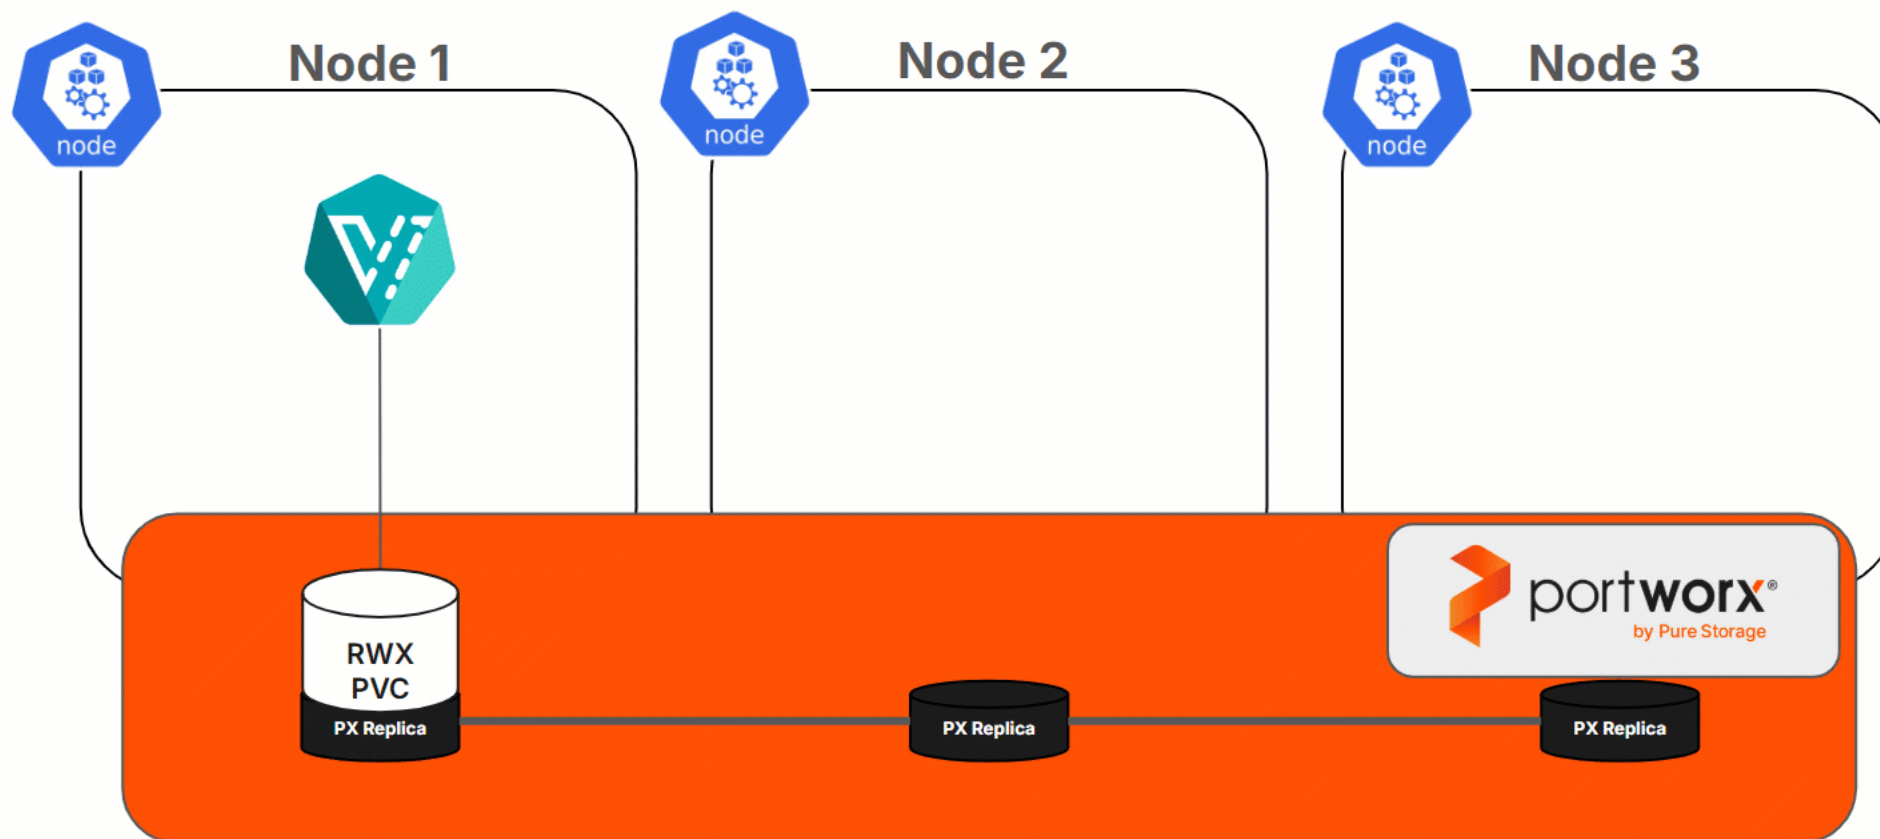 Node 1
Node 2
Node 3
node
node
node
portworx®
by Pure Storage
RWX
PVC
PX Replica
PX Replica
PX Replica